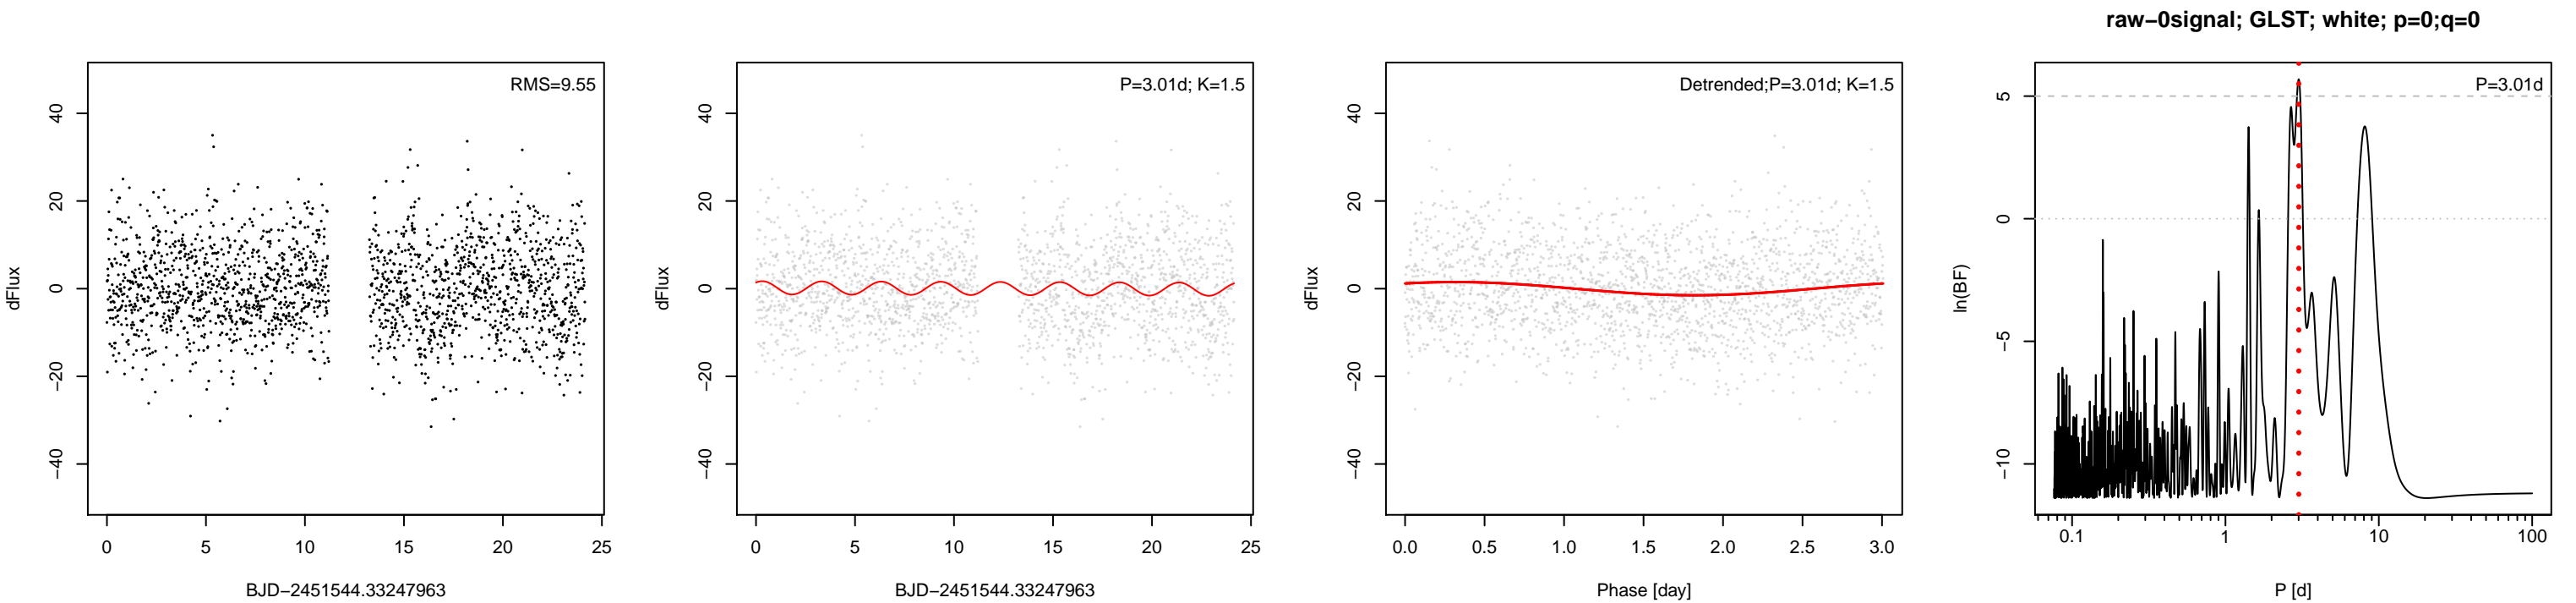 raw−0signal; GLST; white; p=0;q=0
RMS=9.55
dFlux
40
20
0
−20
−40
0 5 10 15 20 25
BJD−2451544.33247963
P=3.01d; K=1.5
dFlux
40
20
0
−20
−40
0 5 10 15 20 25
BJD−2451544.33247963
Detrended;P=3.01d; K=1.5
dFlux
40
20
0
−20
−40
0.0 0.5 1.0 1.5 2.0 2.5 3.0
Phase [day]
P=3.01d
ln(BF)
5
0
−5
−10
0.1 1 10 100
P [d]